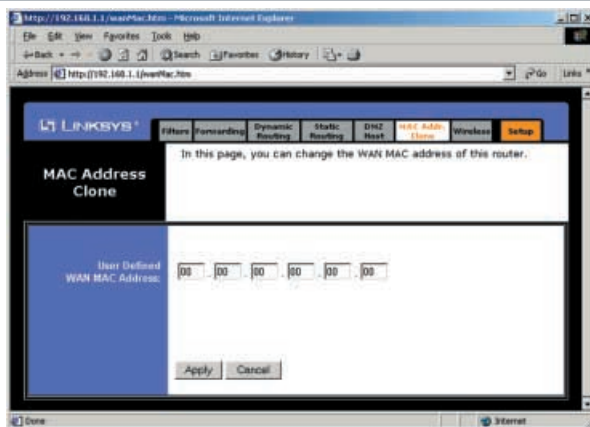 http://192.168.1.1/wanMac.htm - Microsoft Internet Explorer
File Edit View Favorites Tools Help
Back Search Favorites History
Address http://192.168.1.1/wanMac.htm Go Links
LINKSYS® Filters Forwarding Dynamic Routing Static Routing DMZ Host MAC Addr. Clone Wireless Setup
MAC Address Clone
In this page, you can change the WAN MAC address of this router.
User Defined
WAN MAC Address:
00 . 00 . 00 . 00 . 00 . 00
Apply Cancel
Done Internet